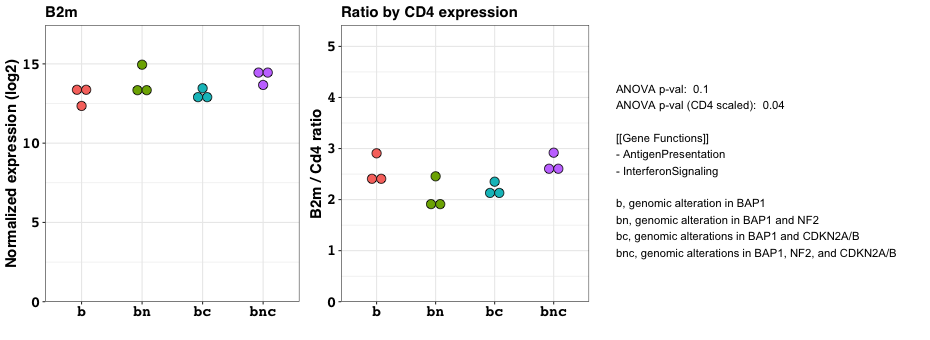 B2m
Normalized expression (log2)
15
10
5
0
b bn bc bnc
Ratio by CD4 expression
B2m / Cd4 ratio
5
4
3
2
1
0
b bn bc bnc
ANOVA p-val: 0.1
ANOVA p-val (CD4 scaled): 0.04
[[Gene Functions]]
- AntigenPresentation
- InterferonSignaling
b, genomic alteration in BAP1
bn, genomic alteration in BAP1 and NF2
bc, genomic alterations in BAP1 and CDKN2A/B
bnc, genomic alterations in BAP1, NF2, and CDKN2A/B